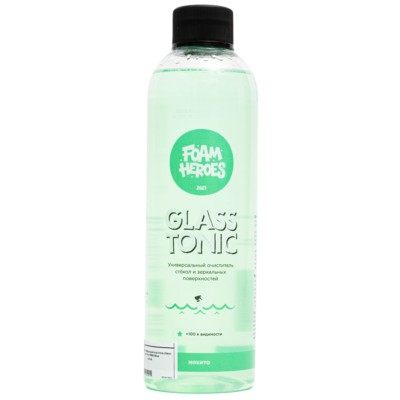 FOAM
HEROES
2021
GLASS
TONIC
Универсальный очиститель
стекол и зеркальных
поверхностей
+100 к видимости
мохито